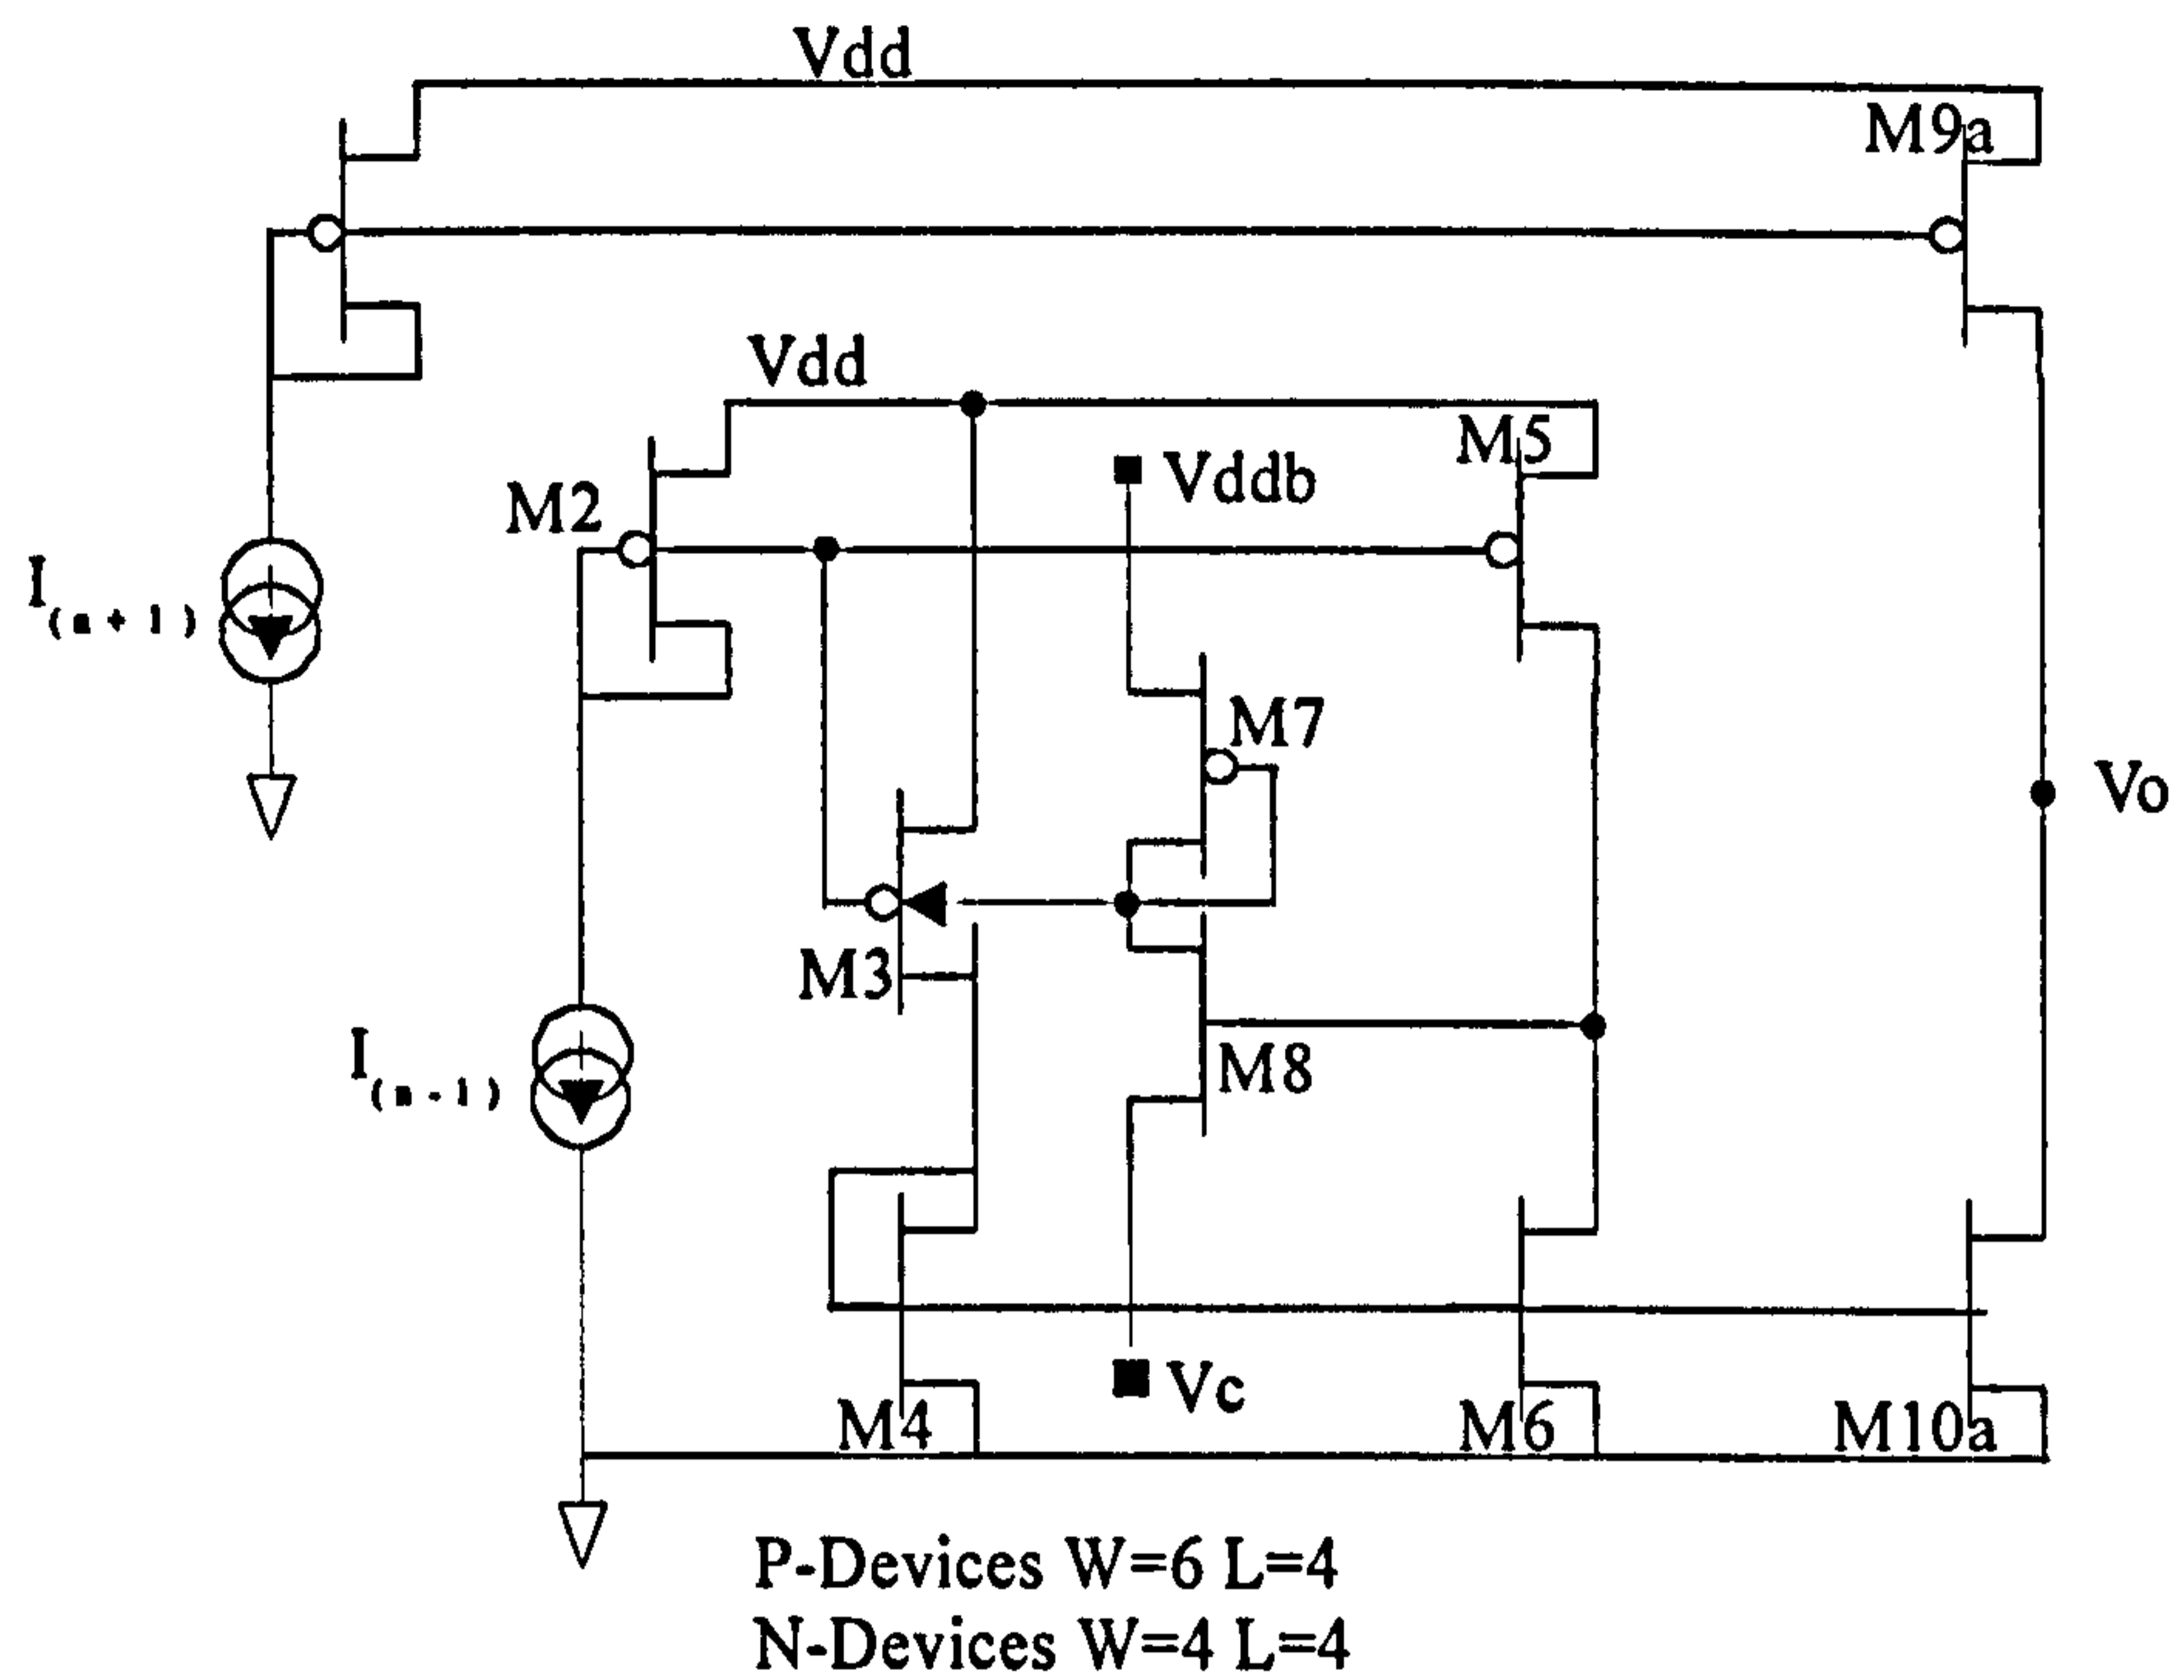 Vdd
M9a
Vdd
M5
Vddb
M2
I(n + 1)
M7
Vo
M3
I(n - 1)
M8
Vc
M4
M6
M10a
P-Devices W=6 L=4
N-Devices W=4 L=4